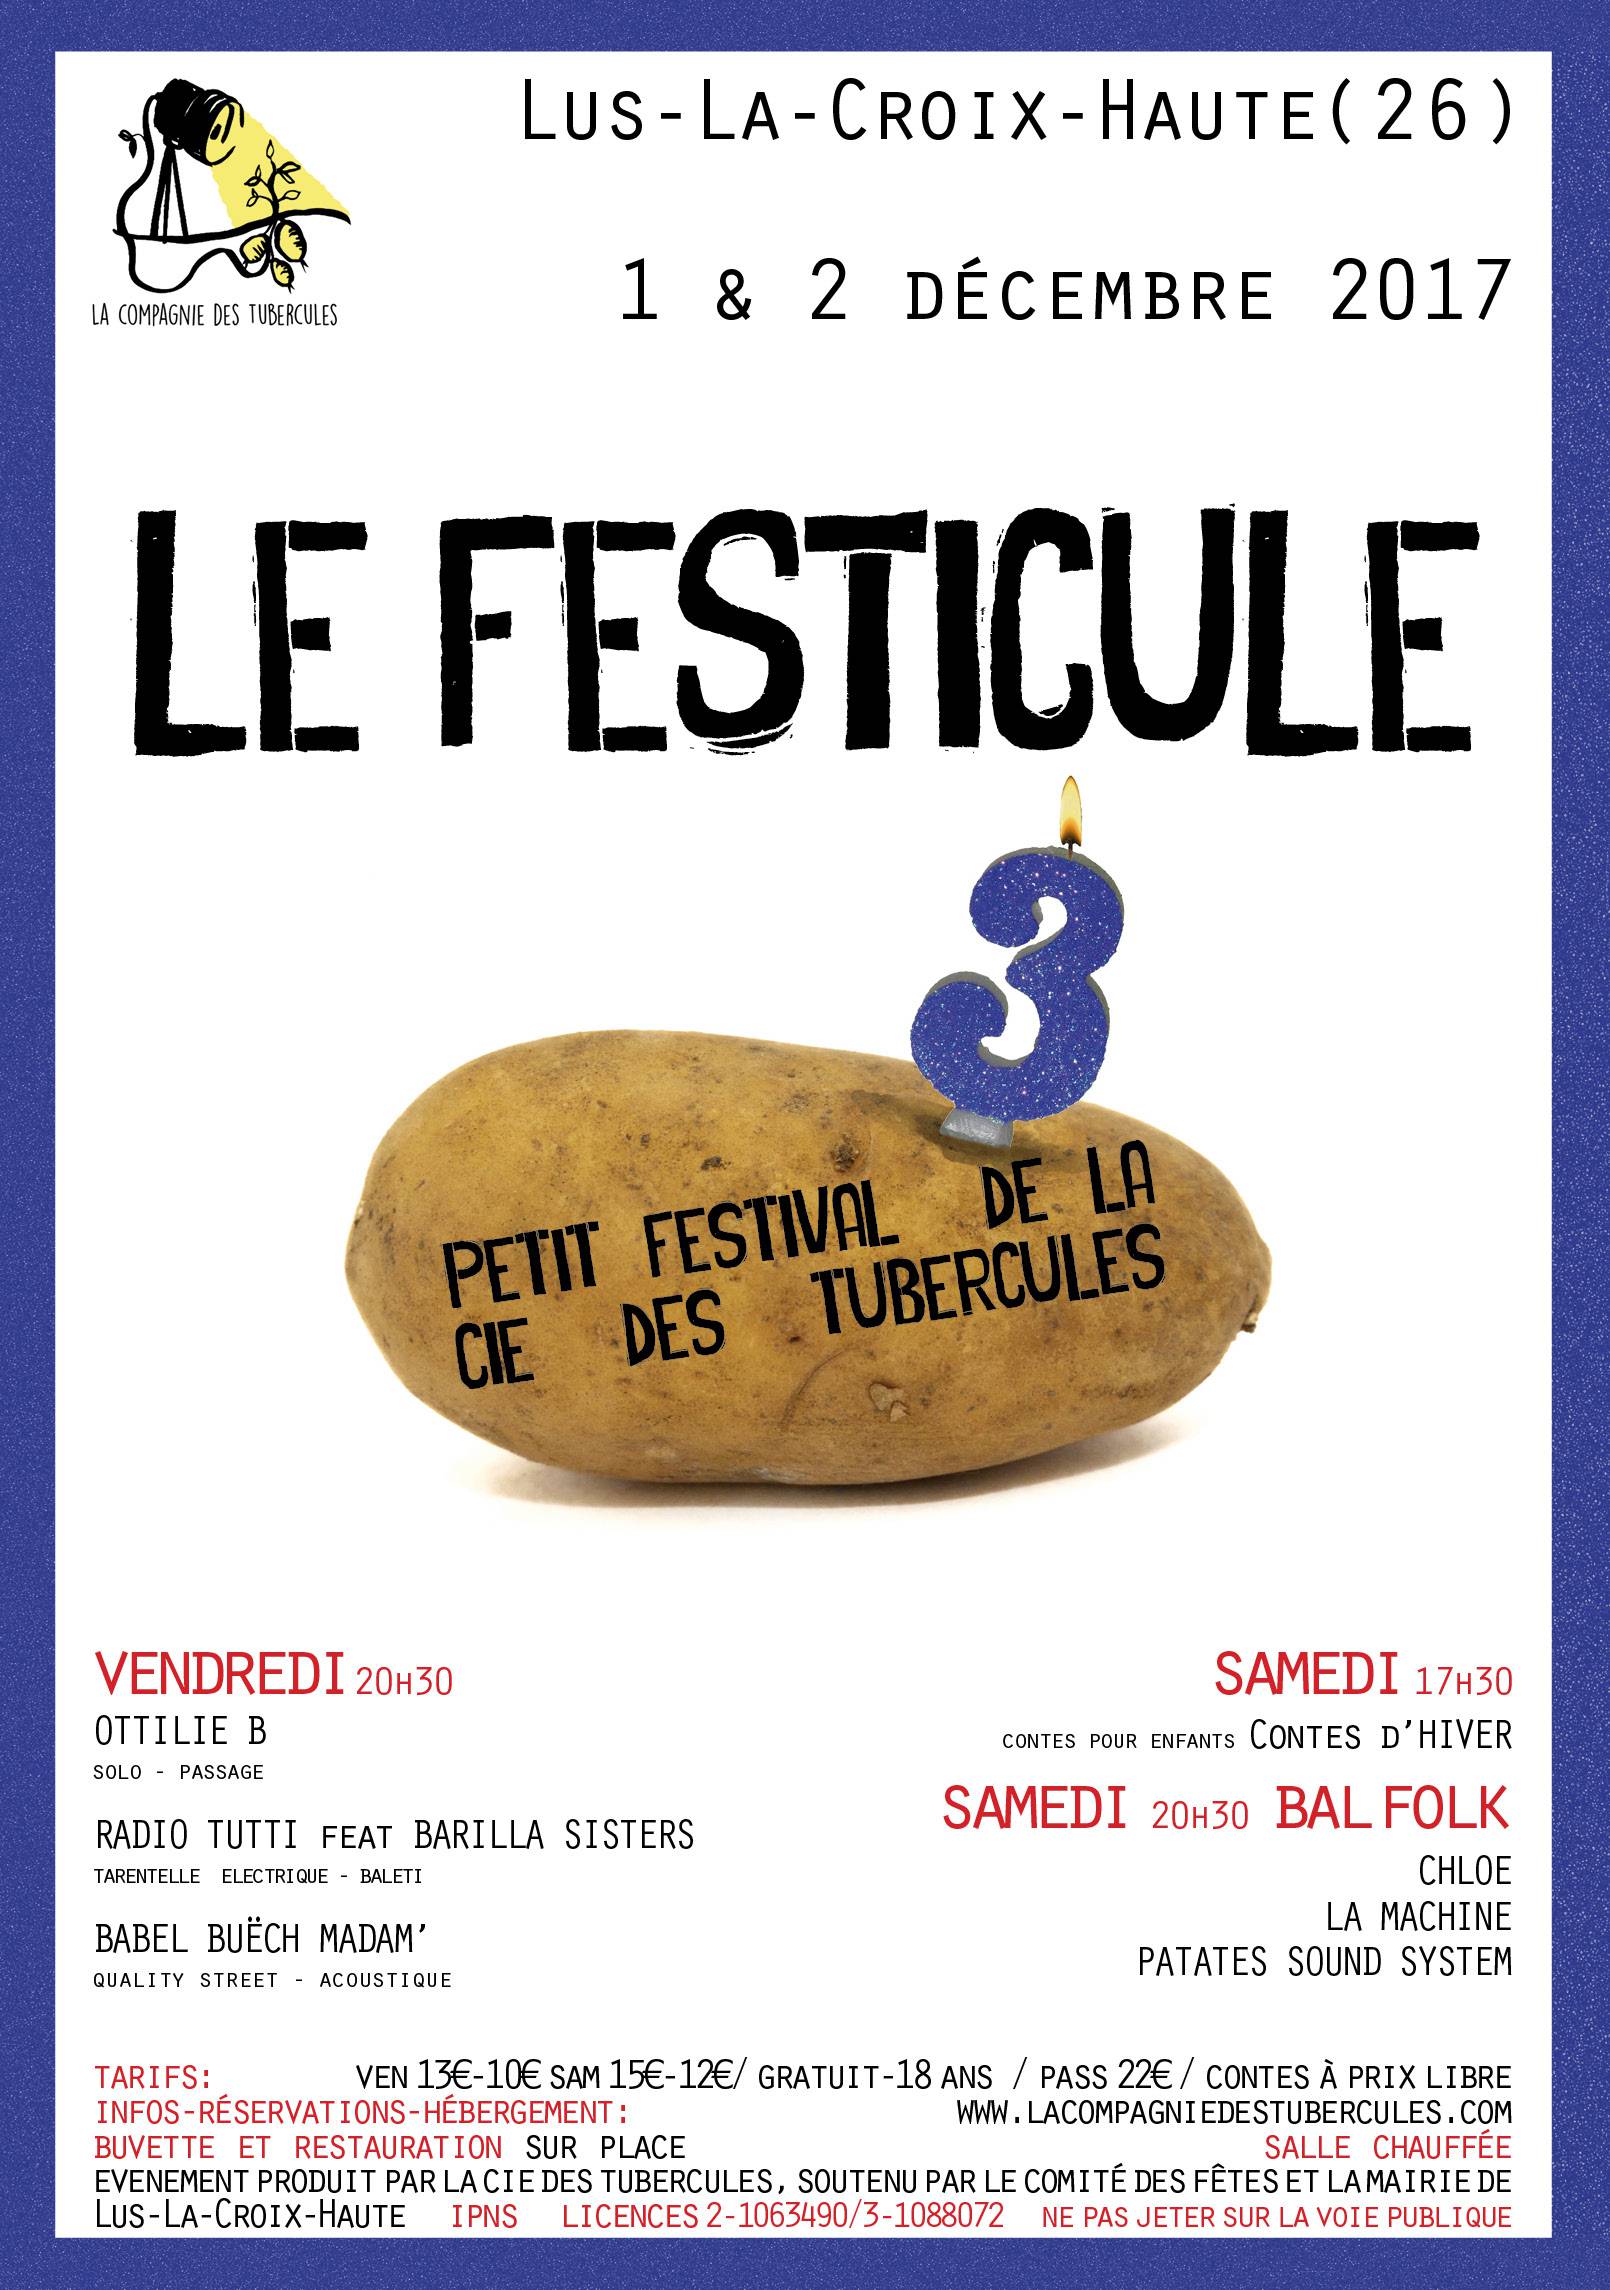 Lus-La-Croix-Haute(26)
1 & 2 DÉCEMBRE 2017
LA COMPAGNIE DES TUBERCULES
LE FESTICULE
3
PETIT FESTIVAL DE LA
CIE DES TUBERCULES
VENDREDI 20H30
OTTILIE B
SOLO - PASSAGE
RADIO TUTTI FEAT BARILLA SISTERS
TARENTELLE ELECTRIQUE - BALETI
BABEL BUËCH MADAM’
QUALITY STREET - ACOUSTIQUE
SAMEDI 17H30
CONTES POUR ENFANTS CONTES D’HIVER
SAMEDI 20H30 BAL FOLK
CHLOE
LA MACHINE
PATATES SOUND SYSTEM
TARIFS: VEN 13€-10€ SAM 15€-12€/ GRATUIT-18 ANS / PASS 22€ / CONTES À PRIX LIBRE
INFOS-RÉSERVATIONS-HÉBERGEMENT: WWW.LACOMPAGNIEDESTUBERCULES.COM
BUVETTE ET RESTAURATION SUR PLACE SALLE CHAUFFÉE
EVENEMENT PRODUIT PAR LA CIE DES TUBERCULES, SOUTENU PAR LE COMITÉ DES FÊTES ET LA MAIRIE DE
Lus-La-Croix-Haute IPNS LICENCES 2-1063490/3-1088072 NE PAS JETER SUR LA VOIE PUBLIQUE